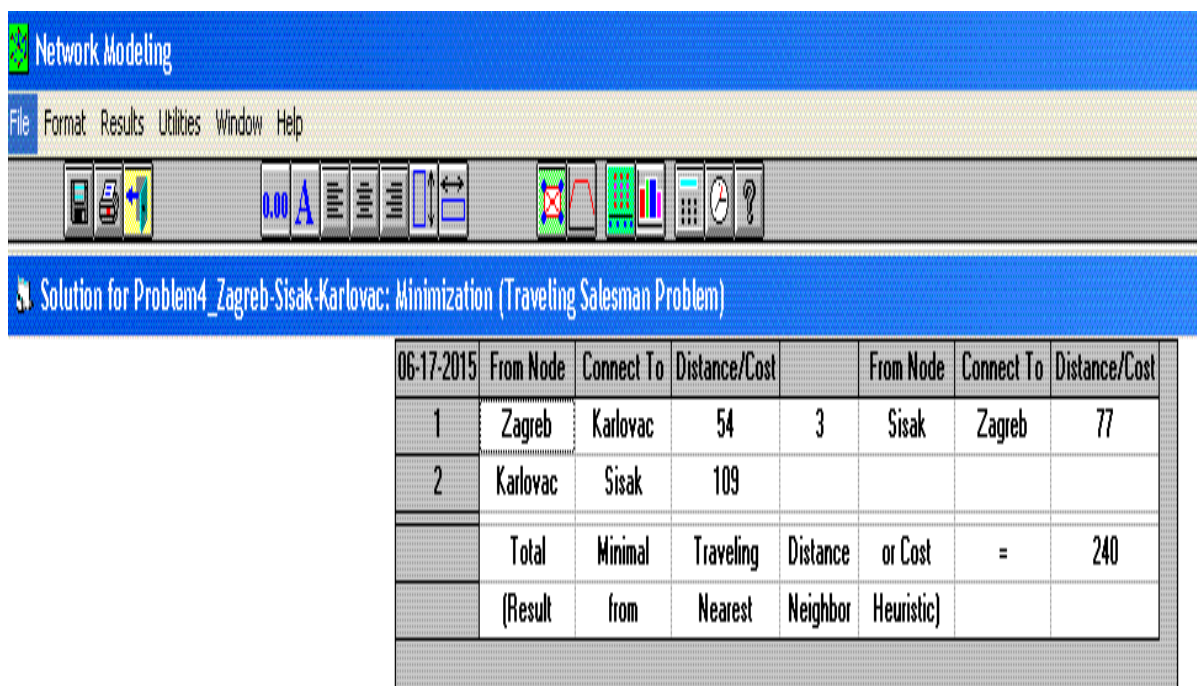 Network Modeling
File Format Results Utilities Window Help
0.00 A ?
Solution for Problem4_Zagreb-Sisak-Karlovac: Minimization (Traveling Salesman Problem)
06-17-2015 From Node Connect To Distance/Cost From Node Connect To Distance/Cost
1 Zagreb Karlovac 54 3 Sisak Zagreb 77
2 Karlovac Sisak 109
Total Minimal Traveling Distance or Cost = 240
(Result from Nearest Neighbor Heuristic)